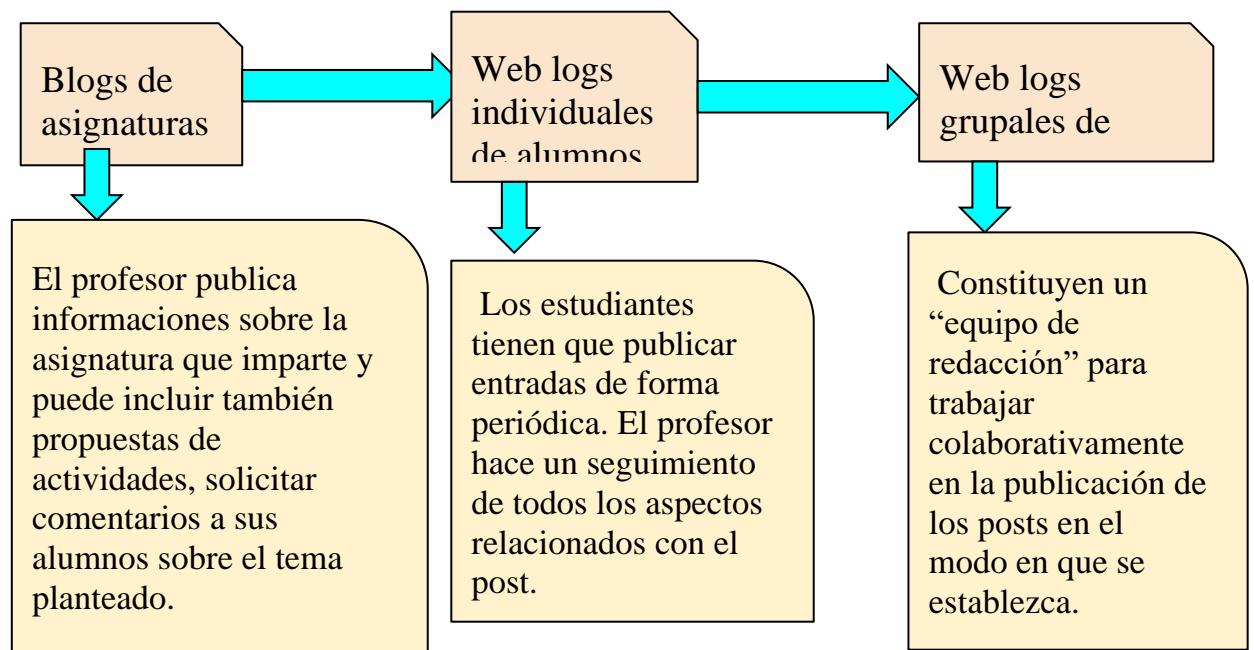 Blogs de
asignaturas
Web logs
individuales
de alumnos
Web logs
grupales de
El profesor publica
informaciones sobre la
asignatura que imparte y
puede incluir también
propuestas de
actividades, solicitar
comentarios a sus
alumnos sobre el tema
planteado.
Los estudiantes
tienen que publicar
entradas de forma
periódica. El profesor
hace un seguimiento
de todos los aspectos
relacionados con el
post.
Constituyen un
“equipo de
redacción” para
trabajar
colaborativamente
en la publicación de
los posts en el
modo en que se
establezca.